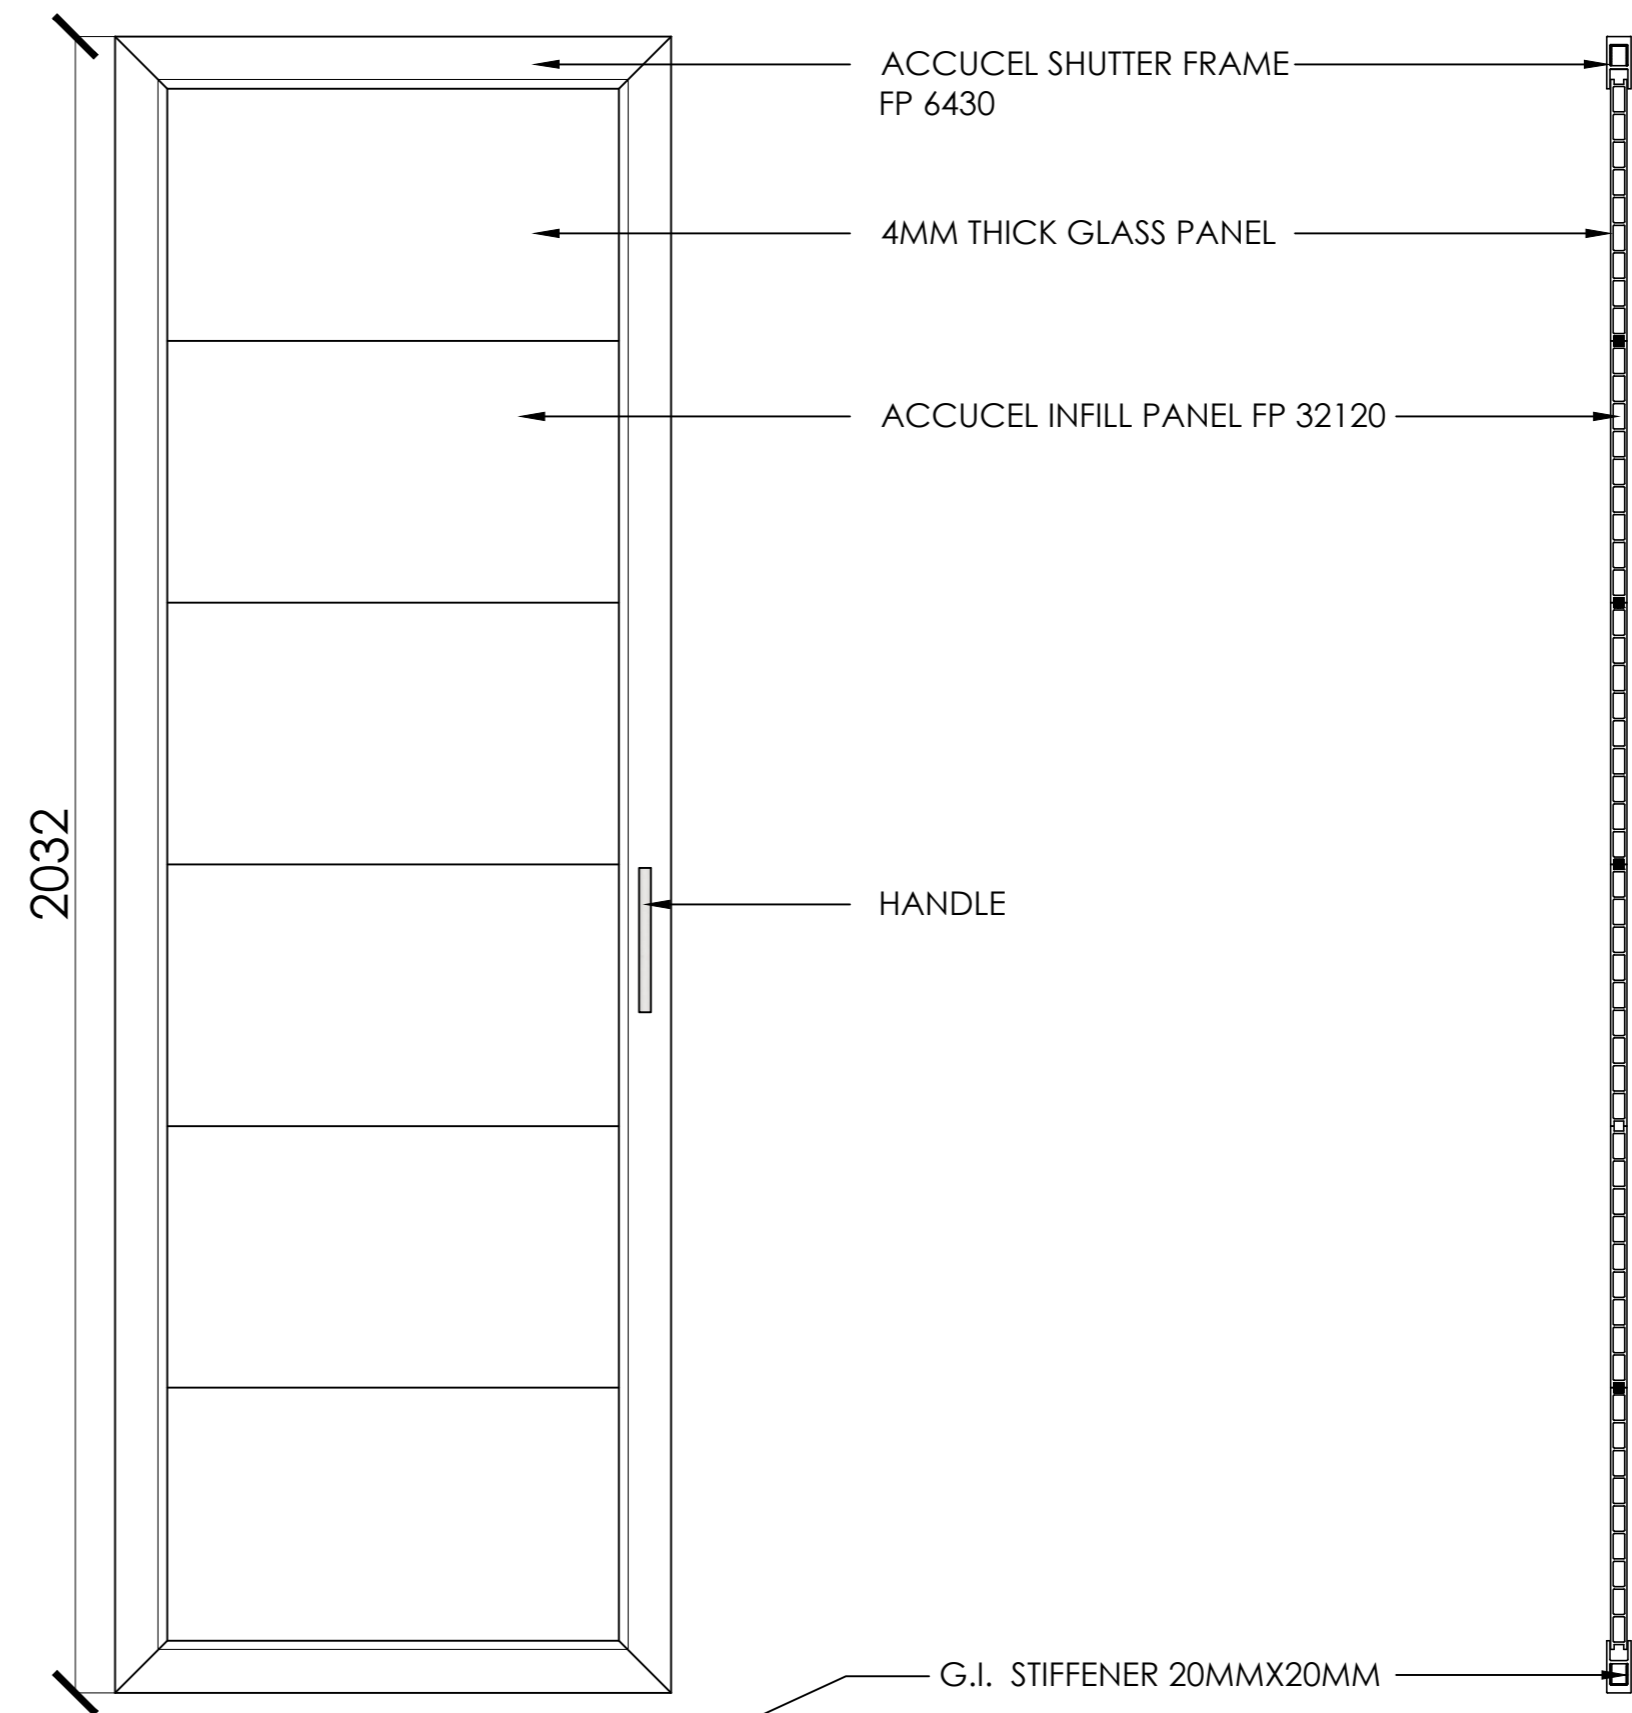 ACCUCEL SHUTTER FRAME
FP 6430
4MM THICK GLASS PANEL
ACCUCEL INFILL PANEL FP 32120
2032
HANDLE
G.I. STIFFENER 20MMX20MM